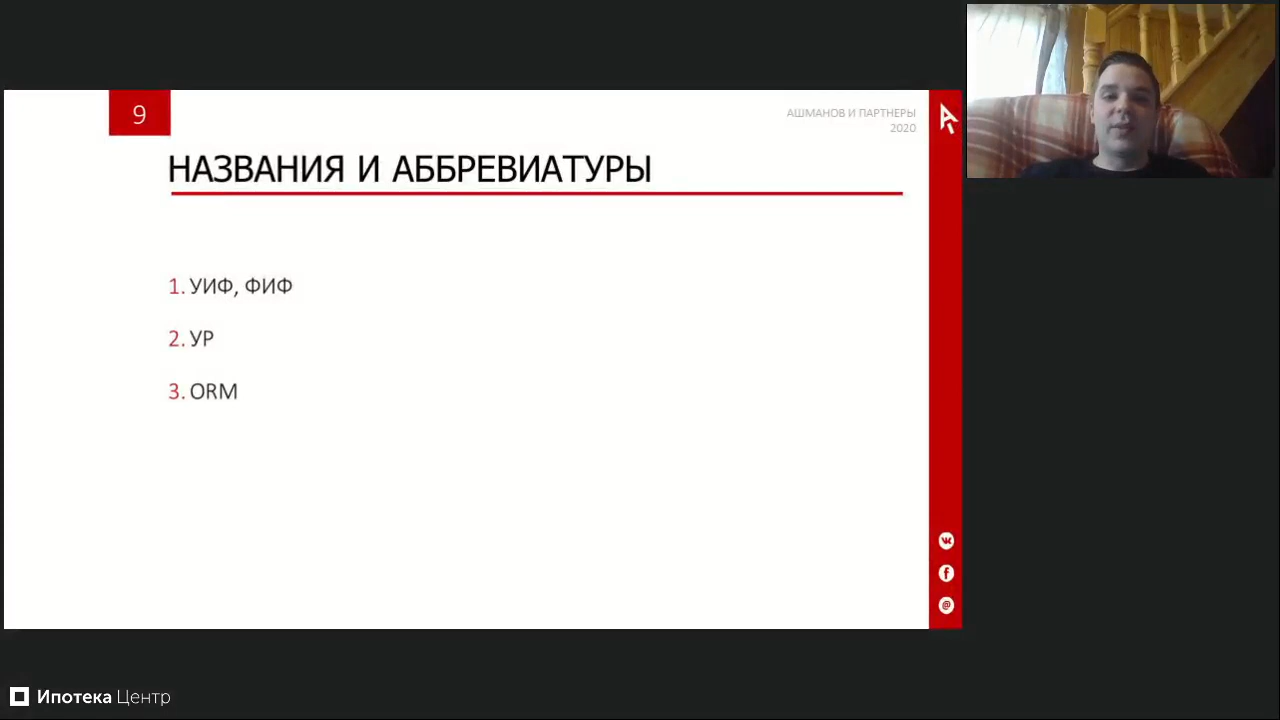 9
АШМАНОВ И ПАРТНЕРЫ
2020
НАЗВАНИЯ И АББРЕВИАТУРЫ
1. УИФ, ФИФ
2. УР
3. ORM
Ипотека Центр